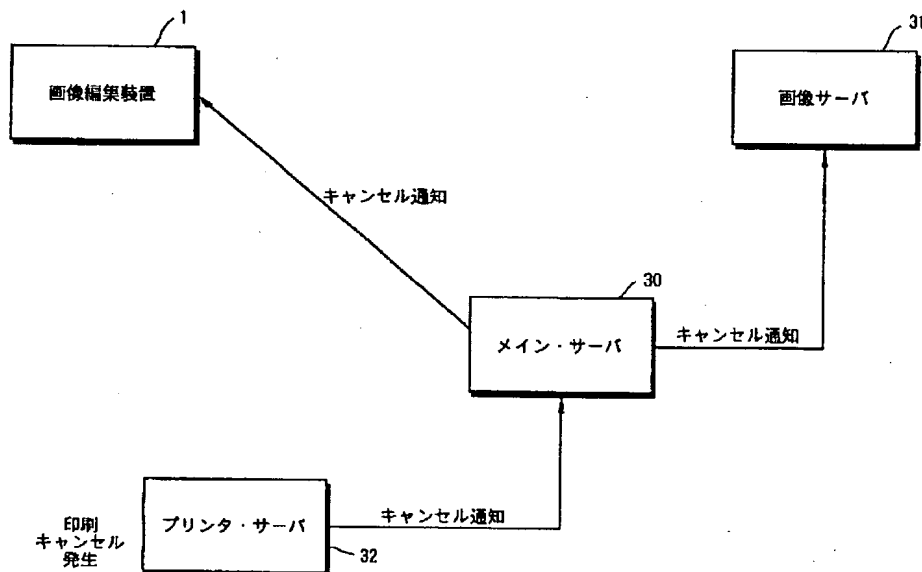 1
画像編集装置
31
画像サーバ
キャンセル通知
30
メイン・サーバ
キャンセル通知
プリンタ・サーバ
キャンセル通知
印刷
キャンセル
発生
32